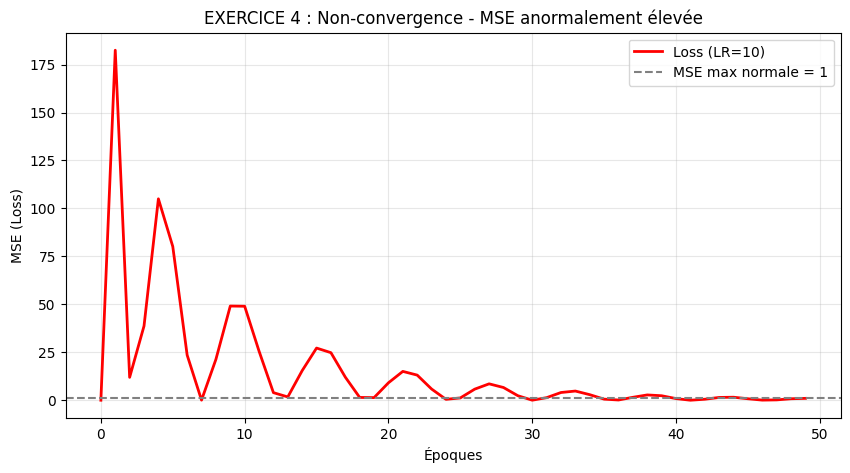 EXERCICE 4 : Non-convergence - MSE anormalement élevée
Loss (LR=10)
MSE max normale = 1
MSE (Loss)
175
150
125
100
75
50
25
0
0 10 20 30 40 50
Époques